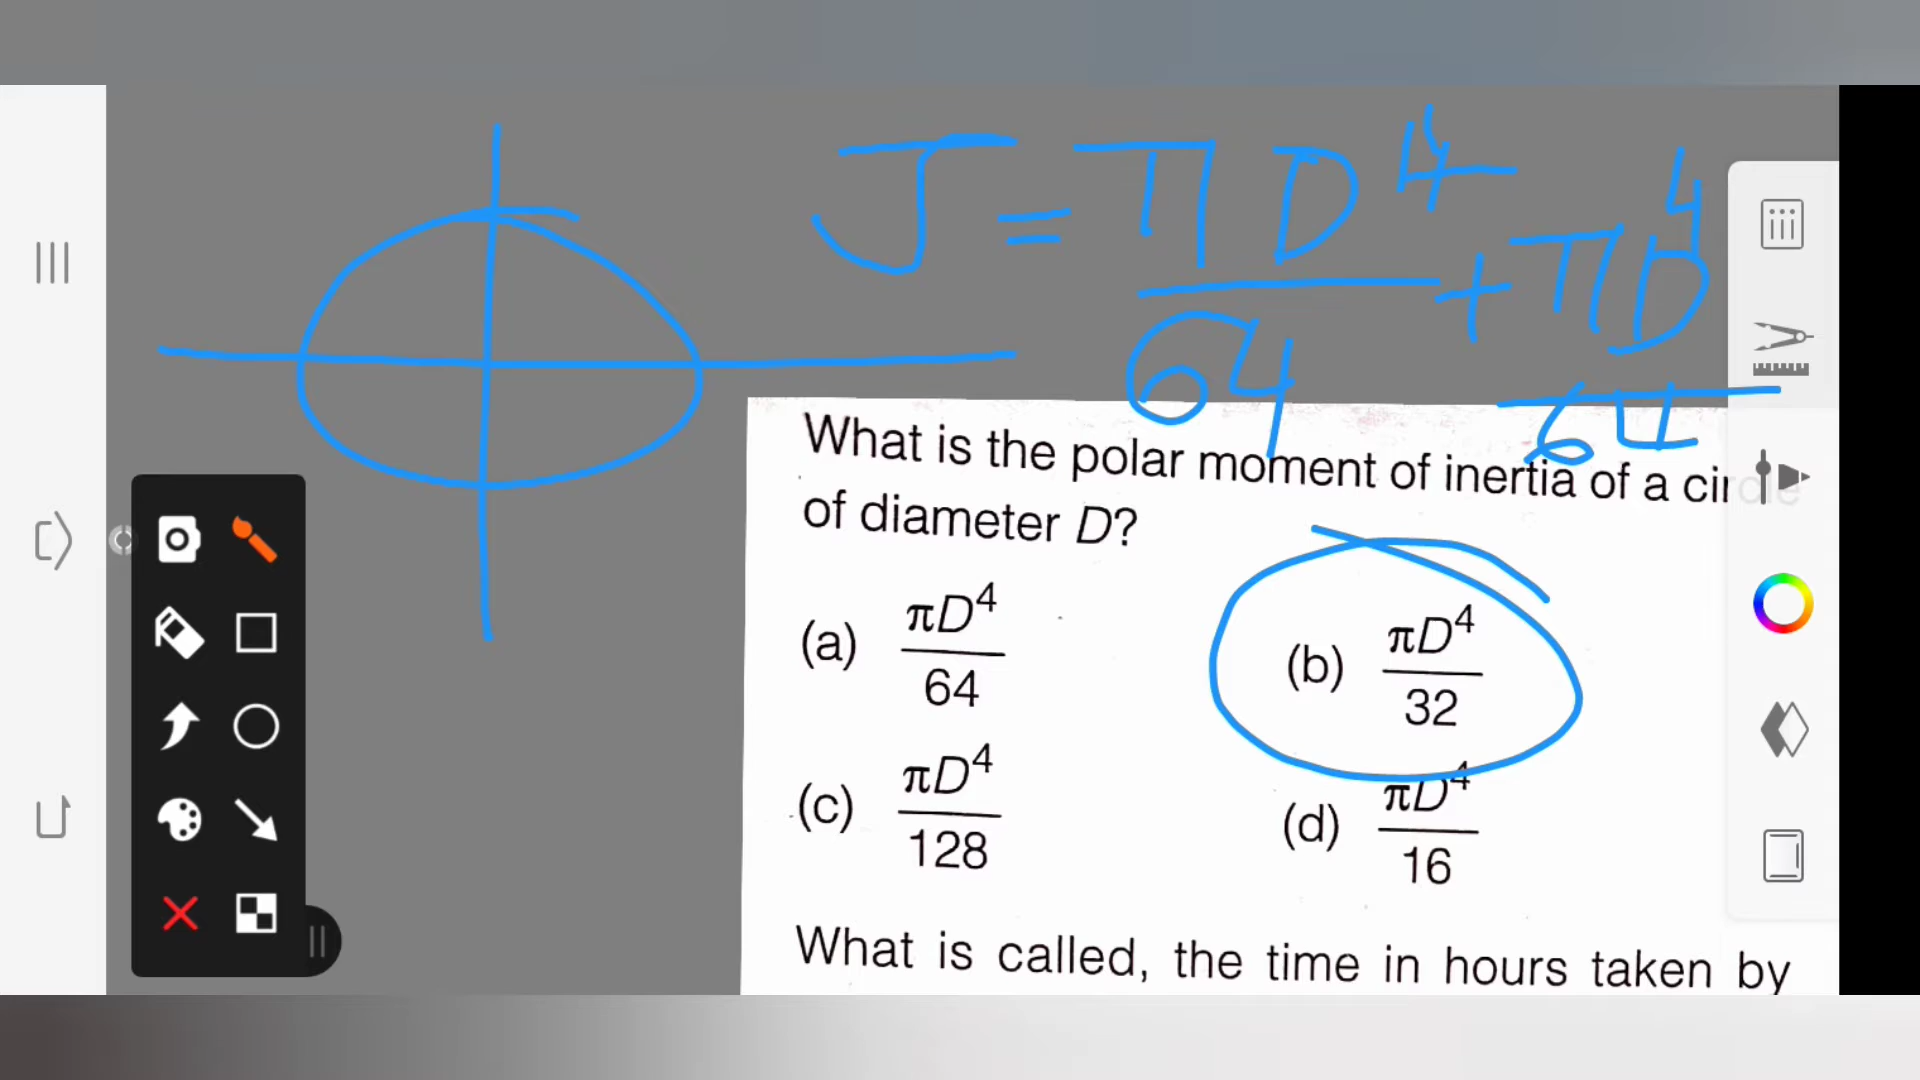 J = πD⁴/64 + πD⁴/64
What is the polar moment of inertia of a circle
of diameter D?
(a) πD⁴/64 (b) πD⁴/32
(c) πD⁴/128 (d) πD⁴/16
What is called, the time in hours taken by